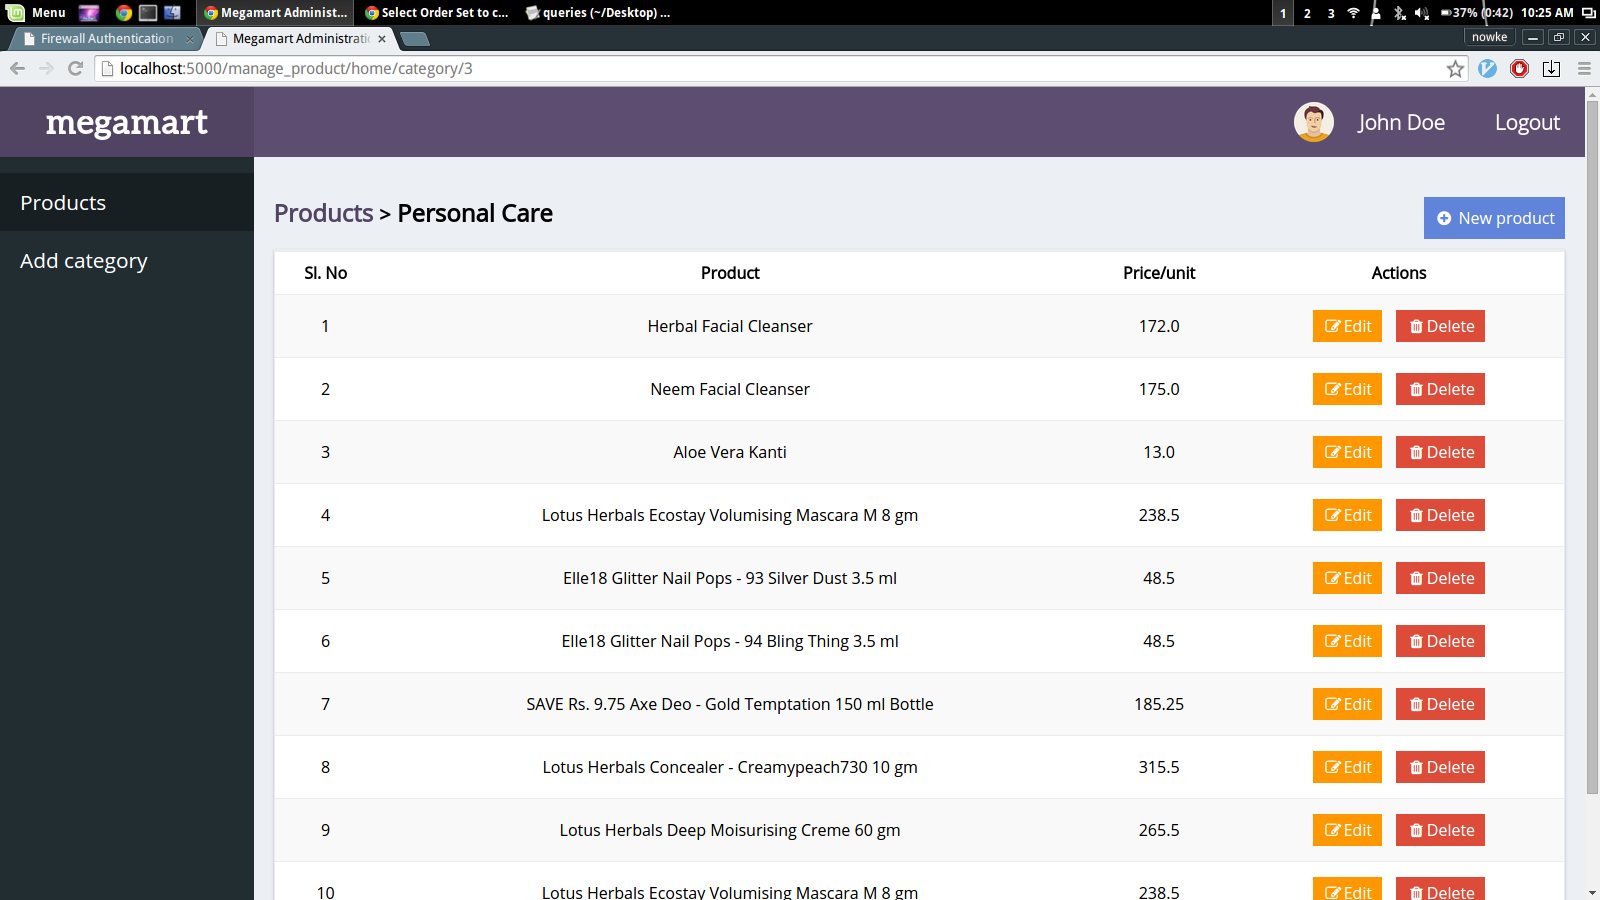 Menu
Megamart Administ...
Select Order Set to c...
queries (~/Desktop) ...
1 2 3
37% (0:42)
10:25 AM
Firewall Authentication
Megamart Administrati
nowke
localhost:5000/manage_product/home/category/3
megamart
John Doe
Logout
Products
Add category
Products > Personal Care
New product
Sl. No Product Price/unit Actions
1 Herbal Facial Cleanser 172.0 Edit Delete
2 Neem Facial Cleanser 175.0 Edit Delete
3 Aloe Vera Kanti 13.0 Edit Delete
4 Lotus Herbals Ecostay Volumising Mascara M 8 gm 238.5 Edit Delete
5 Elle18 Glitter Nail Pops - 93 Silver Dust 3.5 ml 48.5 Edit Delete
6 Elle18 Glitter Nail Pops - 94 Bling Thing 3.5 ml 48.5 Edit Delete
7 SAVE Rs. 9.75 Axe Deo - Gold Temptation 150 ml Bottle 185.25 Edit Delete
8 Lotus Herbals Concealer - Creamypeach730 10 gm 315.5 Edit Delete
9 Lotus Herbals Deep Moisurising Creme 60 gm 265.5 Edit Delete
10 Lotus Herbals Ecostay Volumising Mascara M 8 gm 238.5 Edit Delete